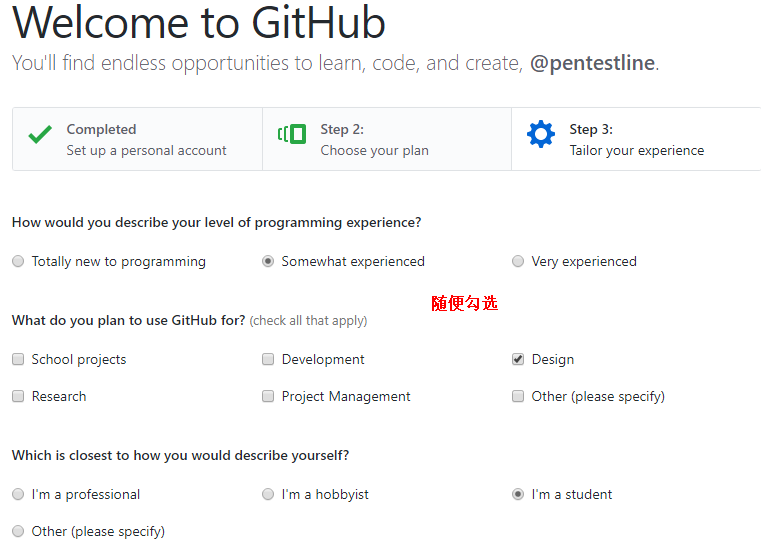 Welcome to GitHub
You'll find endless opportunities to learn, code, and create, @pentestline.
Completed
Set up a personal account
Step 2:
Choose your plan
Step 3:
Tailor your experience
How would you describe your level of programming experience?
Totally new to programming Somewhat experienced Very experienced
随便勾选
What do you plan to use GitHub for? (check all that apply)
School projects Development Design
Research Project Management Other (please specify)
Which is closest to how you would describe yourself?
I'm a professional I'm a hobbyist I'm a student
Other (please specify)